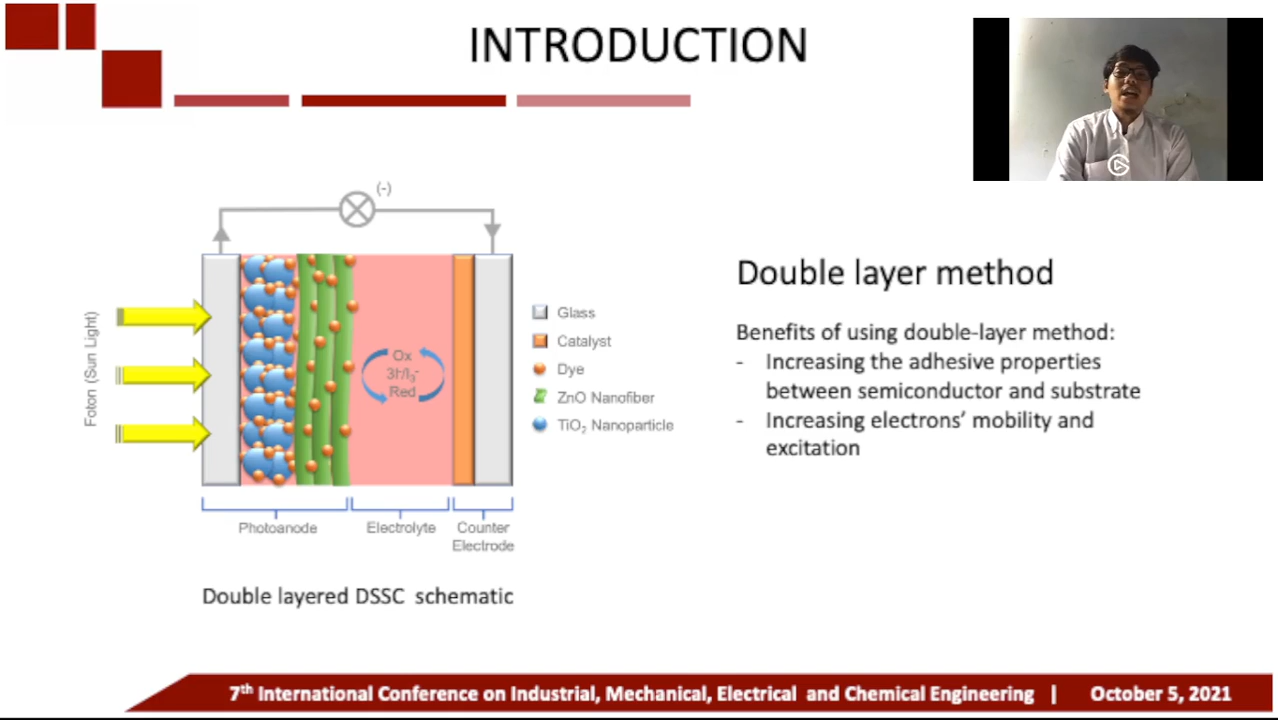 INTRODUCTION
(-)
Foton (Sun Light)
Ox
3I-/I3-
Red
Glass
Catalyst
Dye
ZnO Nanofiber
TiO2 Nanoparticle
Photoanode
Electrolyte
Counter
Electrode
Double layered DSSC schematic
Double layer method
Benefits of using double-layer method:
- Increasing the adhesive properties
between semiconductor and substrate
- Increasing electrons’ mobility and
excitation
7th International Conference on Industrial, Mechanical, Electrical and Chemical Engineering | October 5, 2021